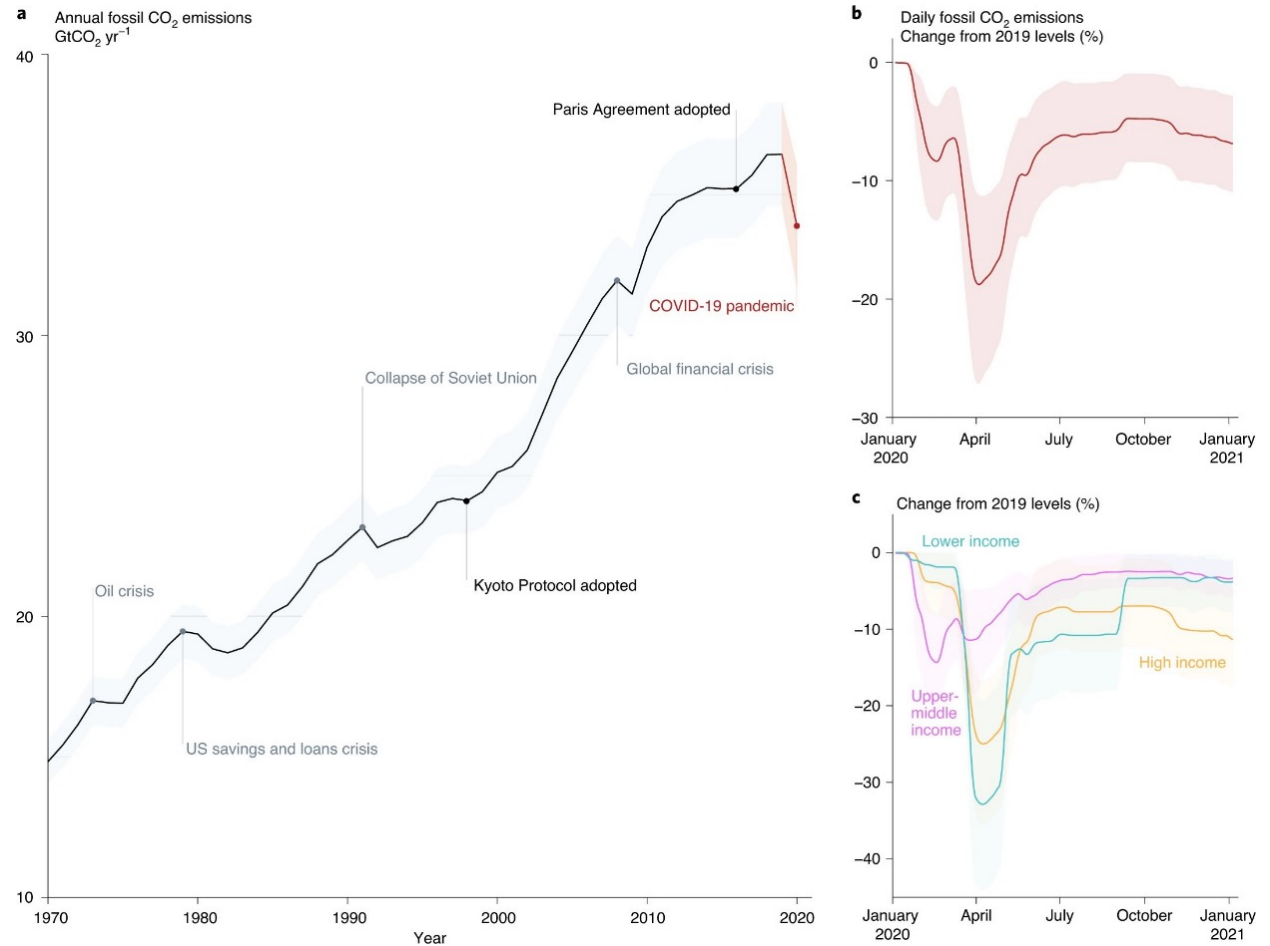 a
Annual fossil CO₂ emissions
GtCO₂ yr⁻¹
40
30
20
10
Paris Agreement adopted
COVID-19 pandemic
Global financial crisis
Collapse of Soviet Union
Kyoto Protocol adopted
Oil crisis
US savings and loans crisis
1970
1980
1990
2000
2010
2020
Year
b
Daily fossil CO₂ emissions
Change from 2019 levels (%)
0
−10
−20
−30
January
2020
April
July
October
January
2021
c
Change from 2019 levels (%)
Lower income
High income
Upper-
middle
income
0
−10
−20
−30
−40
January
2020
April
July
October
January
2021